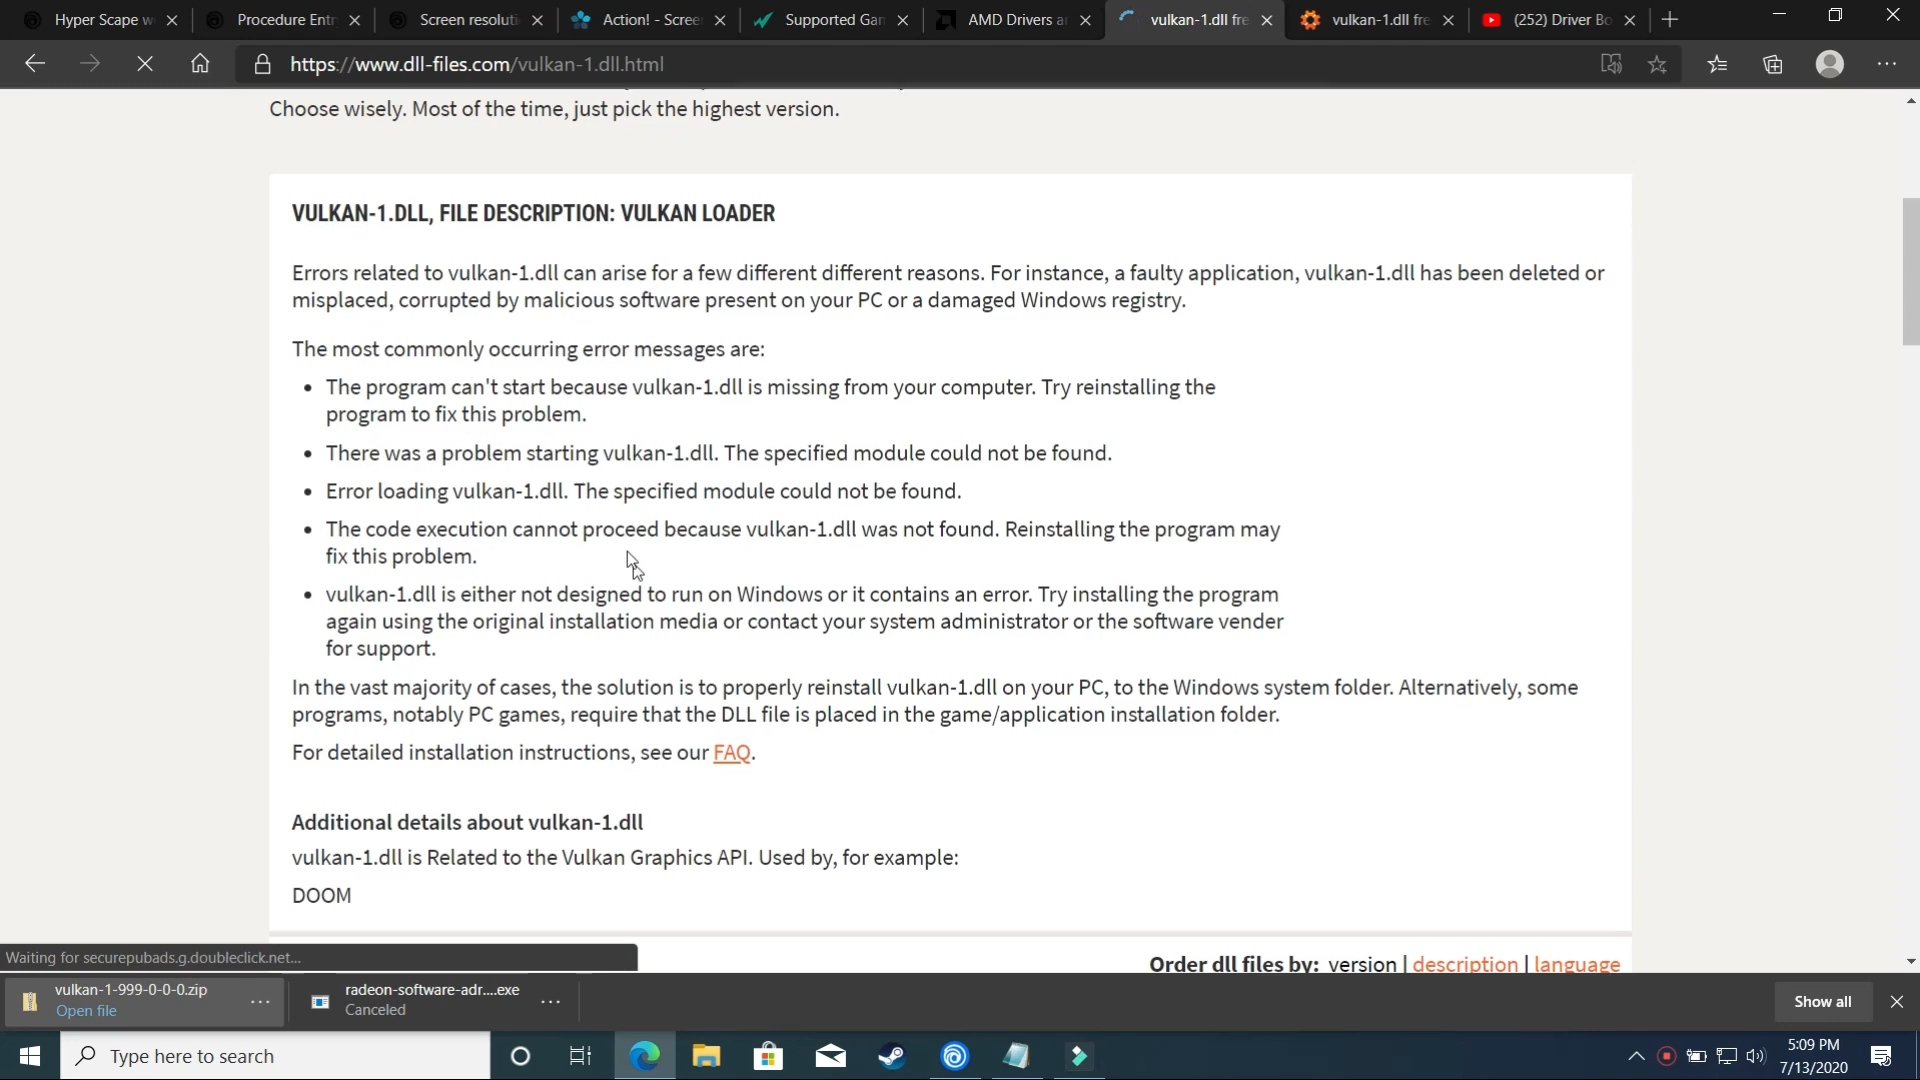 Hyper Scape w
Procedure Entr
Screen resoluti
Action! - Scree
Supported Gar
AMD Drivers a
vulkan-1.dll fre
vulkan-1.dll fre
(252) Driver Bo
https://www.dll-files.com/vulkan-1.dll.html
Choose wisely. Most of the time, just pick the highest version.
VULKAN-1.DLL, FILE DESCRIPTION: VULKAN LOADER
Errors related to vulkan-1.dll can arise for a few different different reasons. For instance, a faulty application, vulkan-1.dll has been deleted or
misplaced, corrupted by malicious software present on your PC or a damaged Windows registry.
The most commonly occurring error messages are:
• The program can't start because vulkan-1.dll is missing from your computer. Try reinstalling the
program to fix this problem.
• There was a problem starting vulkan-1.dll. The specified module could not be found.
• Error loading vulkan-1.dll. The specified module could not be found.
• The code execution cannot proceed because vulkan-1.dll was not found. Reinstalling the program may
fix this problem.
• vulkan-1.dll is either not designed to run on Windows or it contains an error. Try installing the program
again using the original installation media or contact your system administrator or the software vender
for support.
In the vast majority of cases, the solution is to properly reinstall vulkan-1.dll on your PC, to the Windows system folder. Alternatively, some
programs, notably PC games, require that the DLL file is placed in the game/application installation folder.
For detailed installation instructions, see our FAQ.
Additional details about vulkan-1.dll
vulkan-1.dll is Related to the Vulkan Graphics API. Used by, for example:
DOOM
Order dll files by: version | description | language
Waiting for securepubads.g.doubleclick.net...
vulkan-1-999-0-0-0.zip
Open file
radeon-software-adr....exe
Canceled
Show all
Type here to search
5:09 PM
7/13/2020